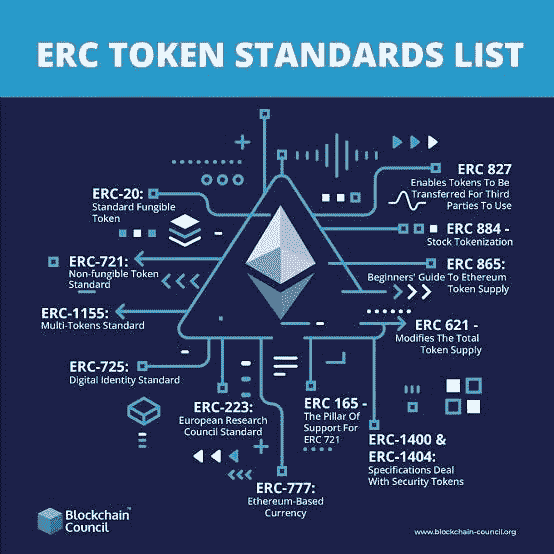 ERC TOKEN STANDARDS LIST
ERC-20:
Standard Fungible
Token
ERC-721:
Non-fungible Token
Standard
ERC-1155:
Multi-Tokens Standard
ERC-725:
Digital Identity Standard
ERC-223:
European Research
Council Standard
ERC-777:
Ethereum-Based
Currency
ERC 165 -
The Pillar Of
Support For
ERC 721
ERC 827
Enables Tokens To Be
Transferred For Third
Parties To Use
ERC 884 -
Stock Tokenization
ERC 865:
Beginners' Guide To Ethereum
Token Supply
ERC 621 -
Modifies The Total
Token Supply
ERC-1400 &
ERC-1404:
Specifications Deal
With Security Tokens
Blockchain
Council
TM
www.blockchain-council.org